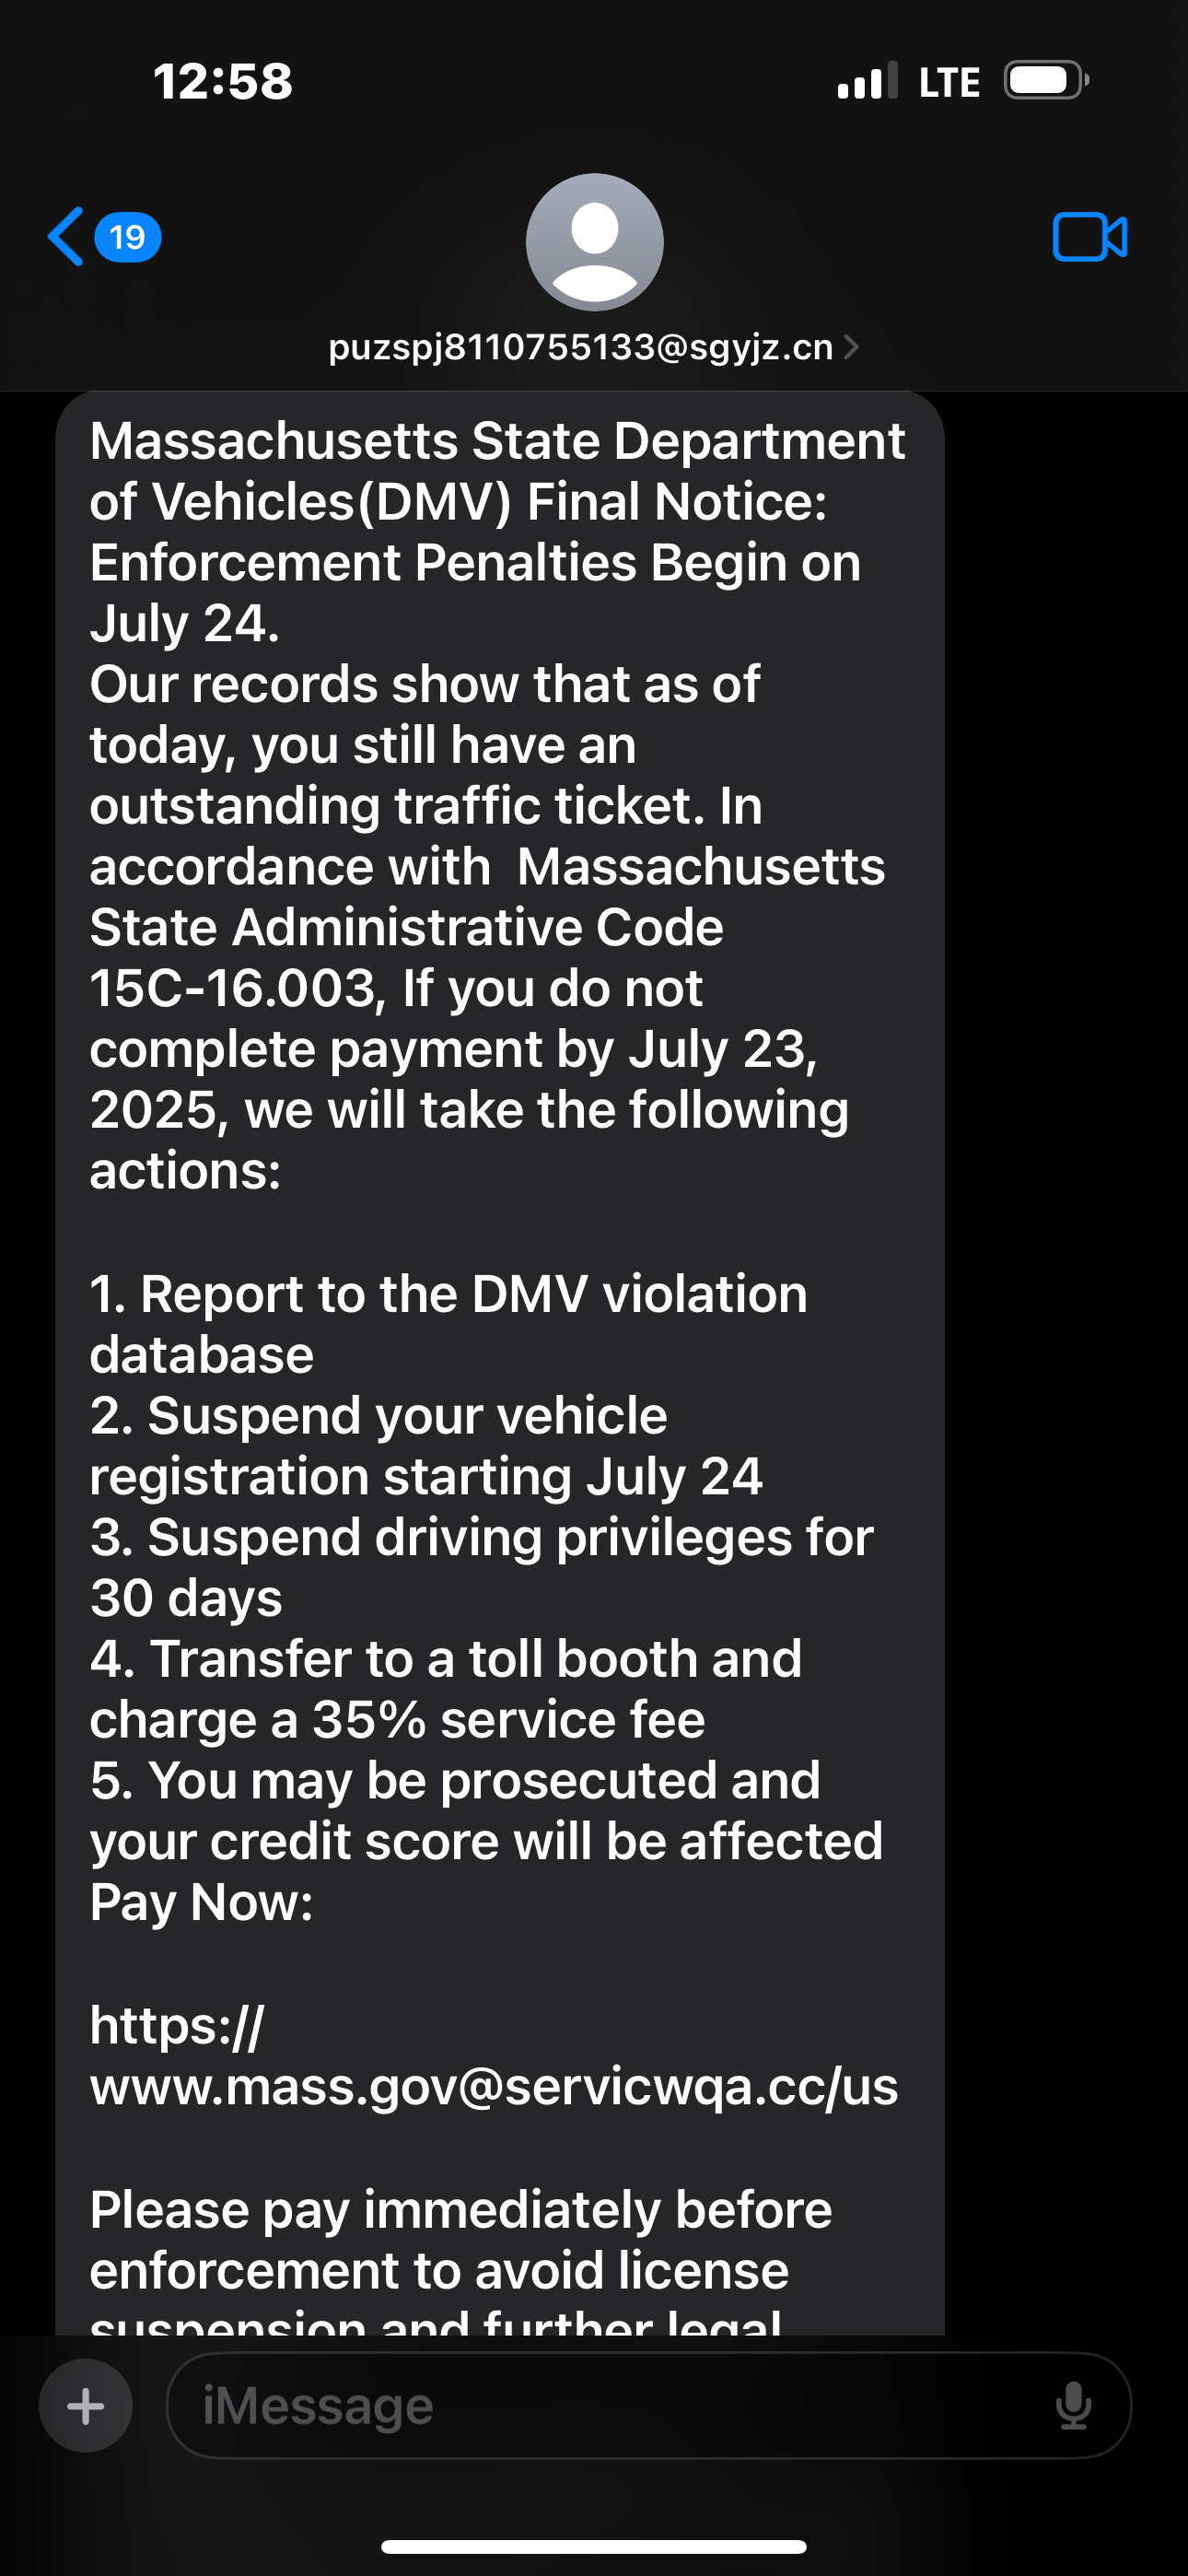 12:58
LTE
19
puzspj8110755133@sgyjz.cn
Massachusetts State Department
of Vehicles(DMV) Final Notice:
Enforcement Penalties Begin on
July 24.
Our records show that as of
today, you still have an
outstanding traffic ticket. In
accordance with  Massachusetts
State Administrative Code
15C-16.003, If you do not
complete payment by July 23,
2025, we will take the following
actions:
1. Report to the DMV violation
database
2. Suspend your vehicle
registration starting July 24
3. Suspend driving privileges for
30 days
4. Transfer to a toll booth and
charge a 35% service fee
5. You may be prosecuted and
your credit score will be affected
Pay Now:
https://
www.mass.gov@servicwqa.cc/us
Please pay immediately before
enforcement to avoid license
suspension and further legal
iMessage